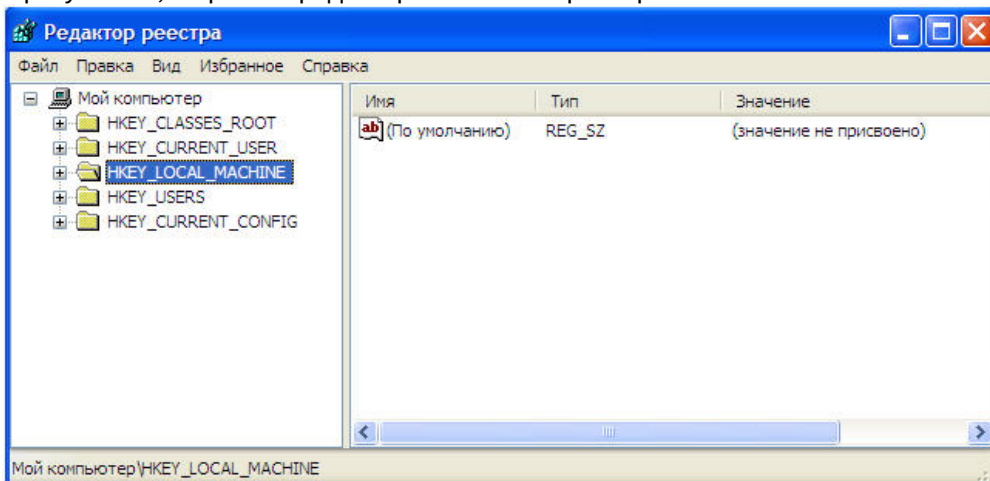 Редактор реестра
Файл Правка Вид Избранное Справка
Мой компьютер
HKEY_CLASSES_ROOT
HKEY_CURRENT_USER
HKEY_LOCAL_MACHINE
HKEY_USERS
HKEY_CURRENT_CONFIG
Имя Тип Значение
ab (По умолчанию) REG_SZ (значение не присвоено)
Мой компьютер\HKEY_LOCAL_MACHINE